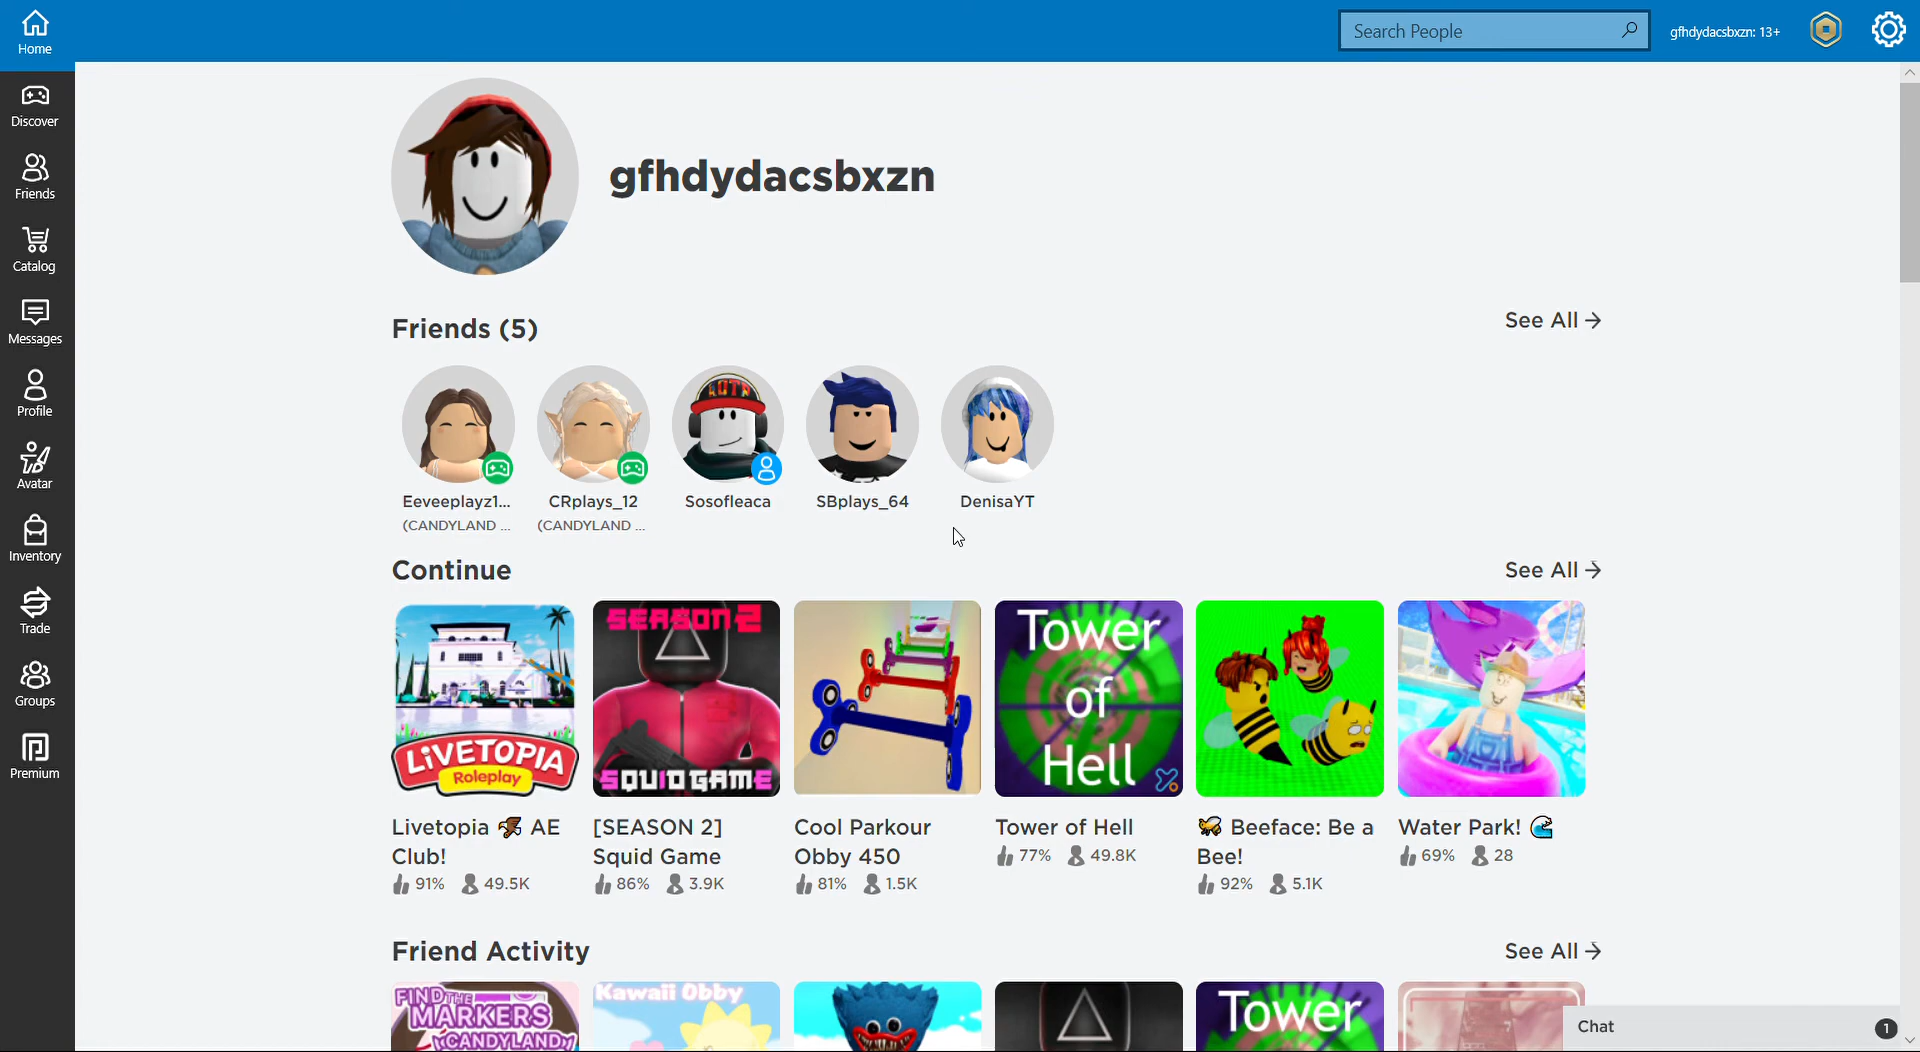 Home
Search People
gfhdydacsbxzn: 13+
Discover
Friends
Catalog
Messages
Profile
Avatar
Inventory
Trade
Groups
Premium
gfhdydacsbxzn
Friends (5)
See All
Eeveeplayz1...
CRplays_12
Sosofleaca
SBplays_64
DenisaYT
(CANDYLAND ...
(CANDYLAND ...
Continue
See All
LIVETOPIA
Roleplay
SEASON 2
SQUID GAME
Tower
of
Hell
Livetopia AE
Club!
91% 49.5K
[SEASON 2]
Squid Game
86% 3.9K
Cool Parkour
Obby 450
81% 1.5K
Tower of Hell
77% 49.8K
Beeface: Be a
Bee!
92% 5.1K
Water Park!
69% 28
Friend Activity
See All
FIND THE
MARKERS
CANDYLAND
Kawaii Obby
Tower
Chat
1